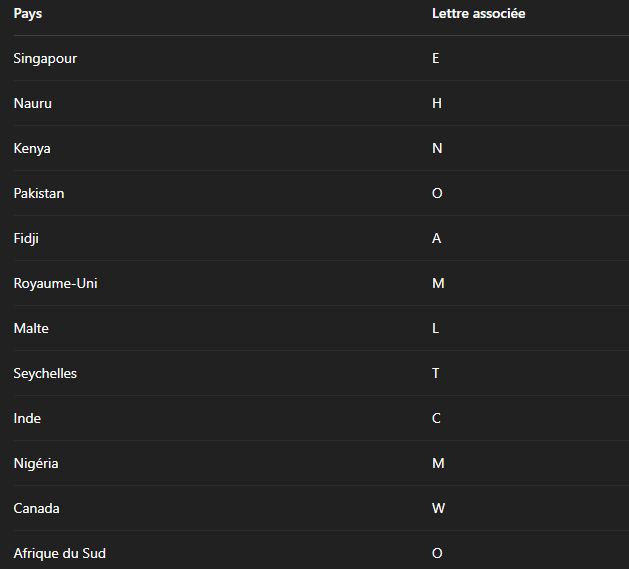 Pays Lettre associée
Singapour E
Nauru H
Kenya N
Pakistan O
Fidji A
Royaume-Uni M
Malte L
Seychelles T
Inde C
Nigéria M
Canada W
Afrique du Sud O